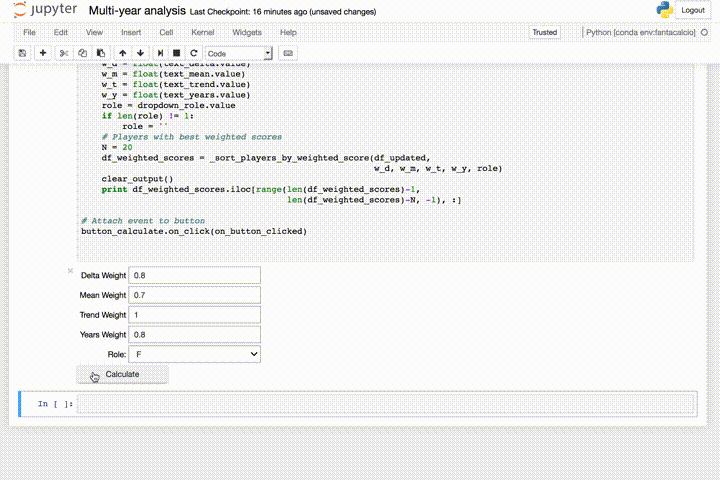 jupyter Multi-year analysis Last Checkpoint: 16 minutes ago (unsaved changes) Logout
File Edit View Insert Cell Kernel Widgets Help Trusted Python [conda env:fantacalcio]
Code
w_d = float(text_delta.value)
w_m = float(text_mean.value)
w_t = float(text_trend.value)
w_y = float(text_years.value)
role = dropdown_role.value
if len(role) != 1:
role = ''
# Players with best weighted scores
N = 20
df_weighted_scores = _sort_players_by_weighted_score(df_updated,
w_d, w_m, w_t, w_y, role)
clear_output()
print df_weighted_scores.iloc[range(len(df_weighted_scores)-1,
len(df_weighted_scores)-N, -1), :]
# Attach event to button
button_calculate.on_click(on_button_clicked)
Delta Weight 0.8
Mean Weight 0.7
Trend Weight 1
Years Weight 0.8
Role: F
Calculate
In [ ]: